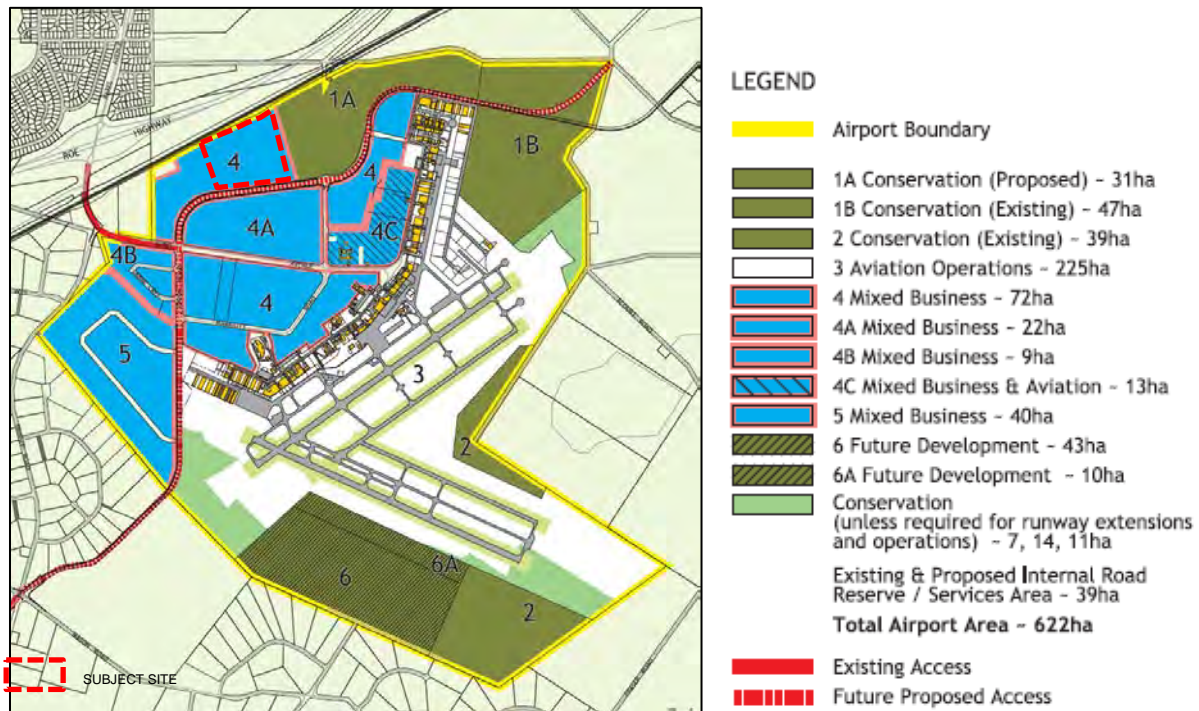 1A
1B
HIGHWAY
ROE
4
4
4A
4C
4B
4
5
3
2
6A
6
2
SUBJECT SITE
LEGEND
Airport Boundary
1A Conservation (Proposed) ~ 31ha
1B Conservation (Existing) ~ 47ha
2 Conservation (Existing) ~ 39ha
3 Aviation Operations ~ 225ha
4 Mixed Business ~ 72ha
4A Mixed Business ~ 22ha
4B Mixed Business ~ 9ha
4C Mixed Business & Aviation ~ 13ha
5 Mixed Business ~ 40ha
6 Future Development ~ 43ha
6A Future Development ~ 10ha
Conservation
(unless required for runway extensions
and operations) ~ 7, 14, 11ha
Existing & Proposed Internal Road
Reserve / Services Area ~ 39ha
Total Airport Area ~ 622ha
Existing Access
Future Proposed Access